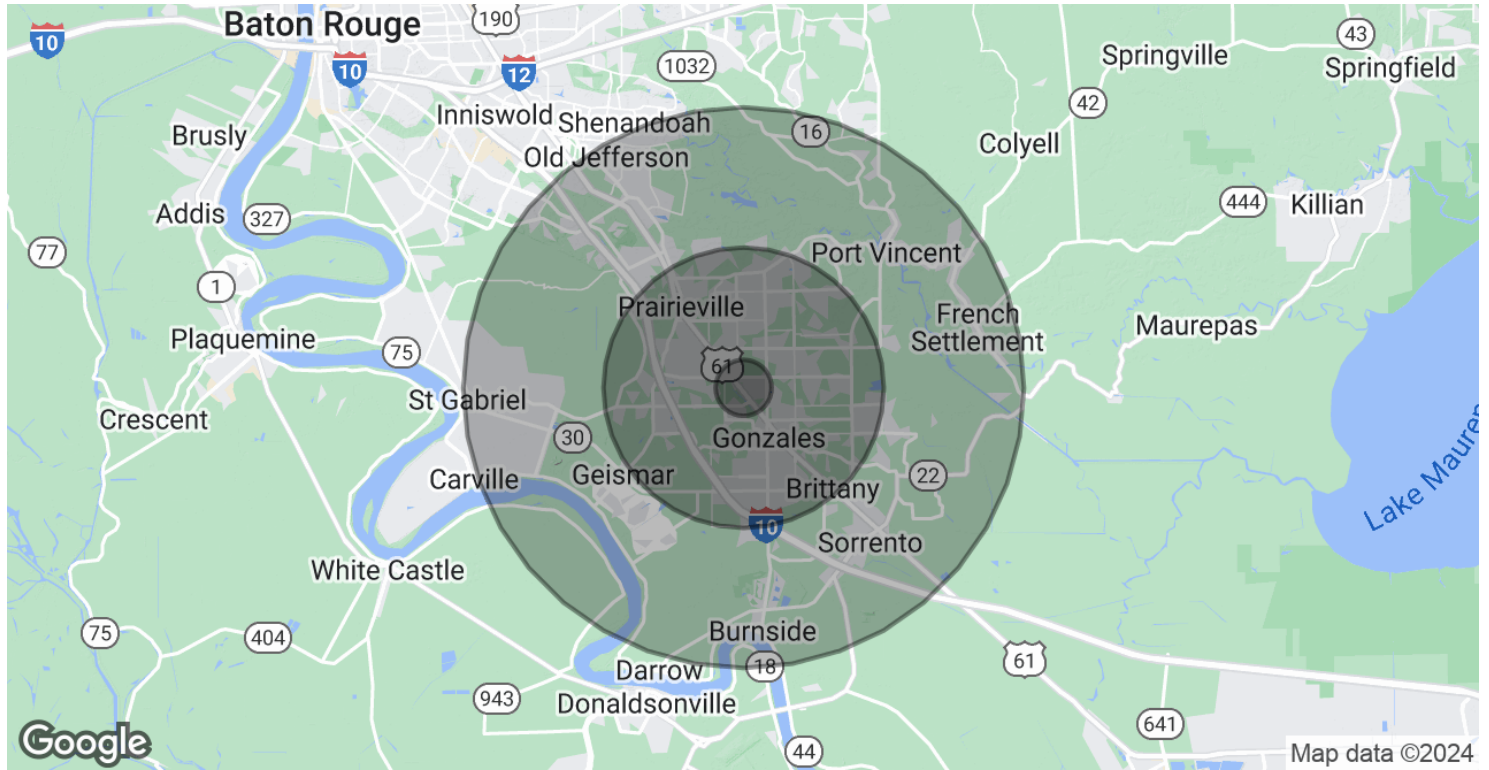 Baton Rouge
190
43
10
10
12
1032
Springville
Springfield
42
Inniswold
Shenandoah
16
Brusly
Colyell
Old Jefferson
Addis
327
444
Killian
77
Port Vincent
1
Prairieville
French
Settlement
Maurepas
Plaquemine
75
61
St Gabriel
Crescent
30
Gonzales
Geismar
22
Carville
Brittany
Lake Maurep
10
Sorrento
White Castle
75
404
Burnside
61
18
Darrow
943
Donaldsonville
641
44
Google
Map data ©2024